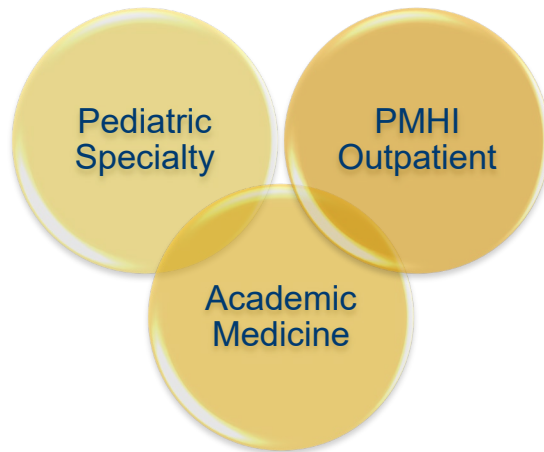 Pediatric
Specialty
PMHI
Outpatient
Academic
Medicine